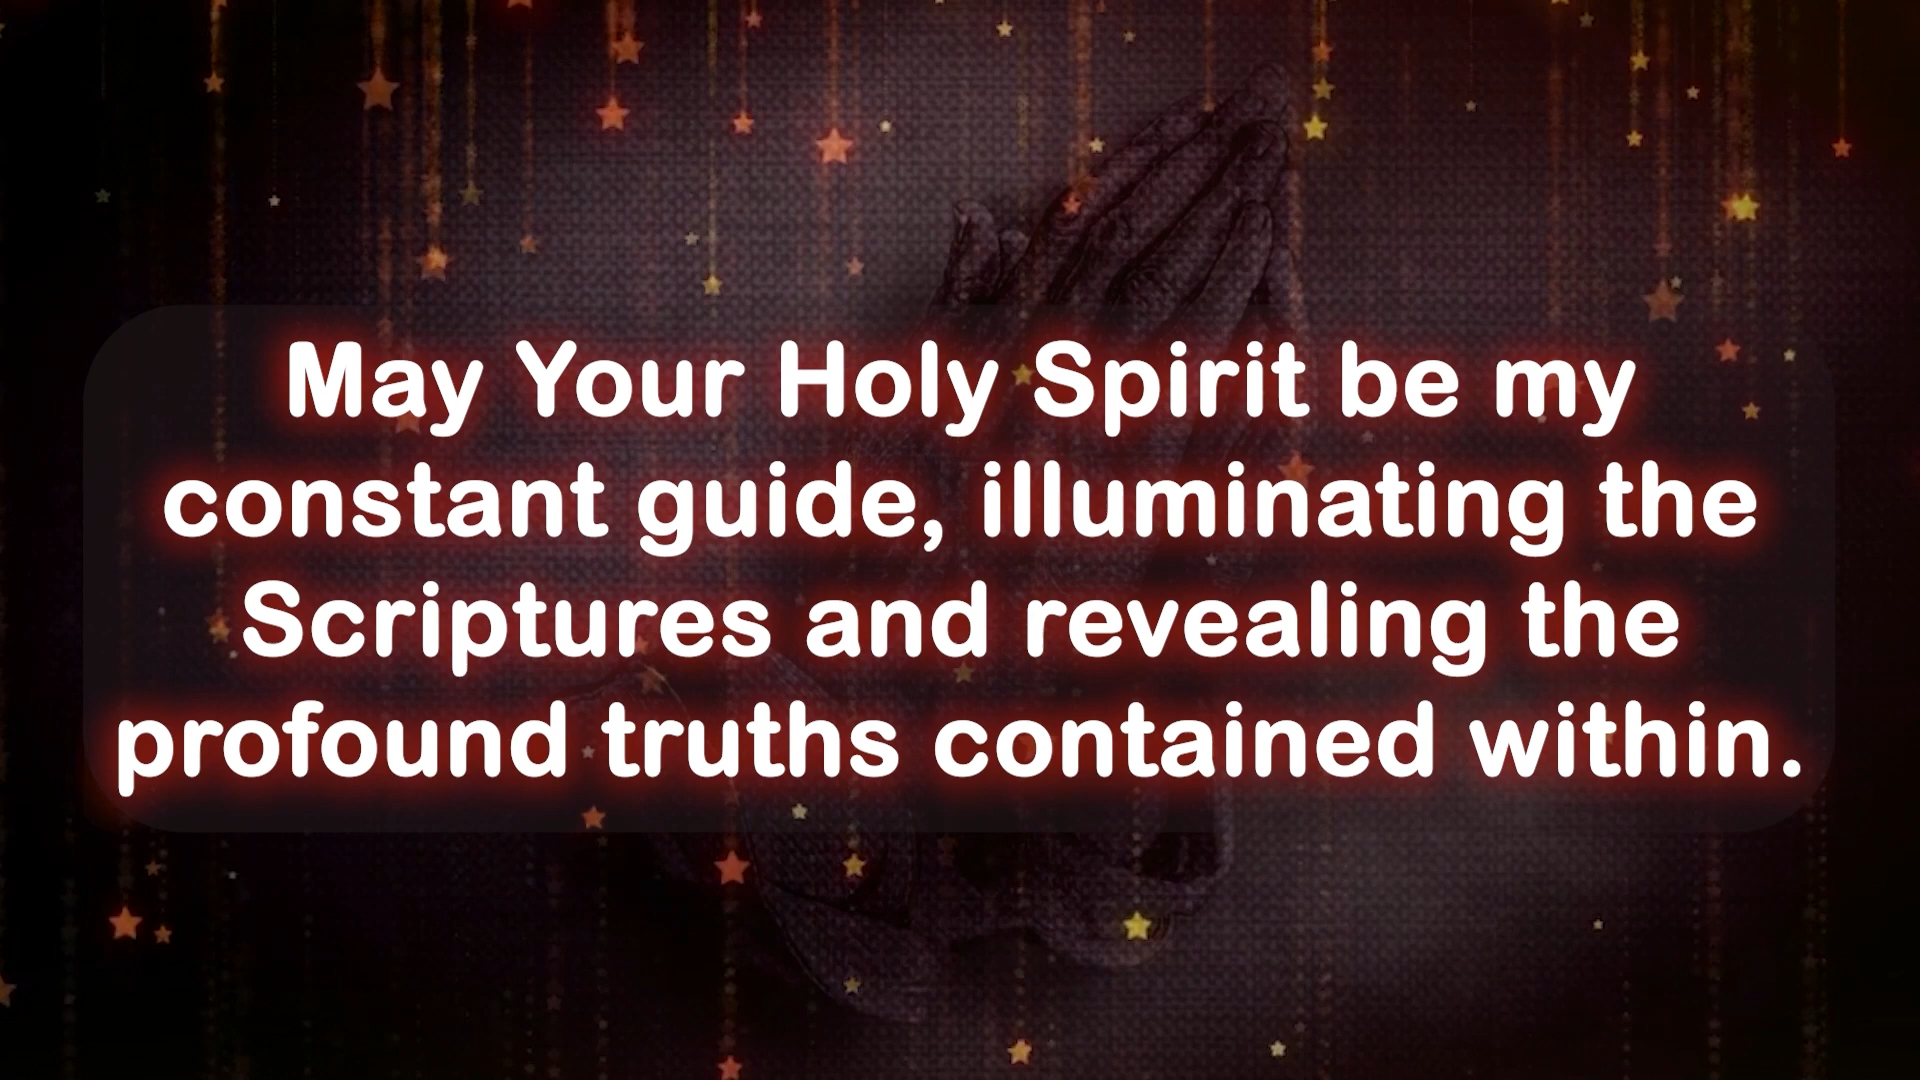 May Your Holy Spirit be my
constant guide, illuminating the
Scriptures and revealing the
profound truths contained within.